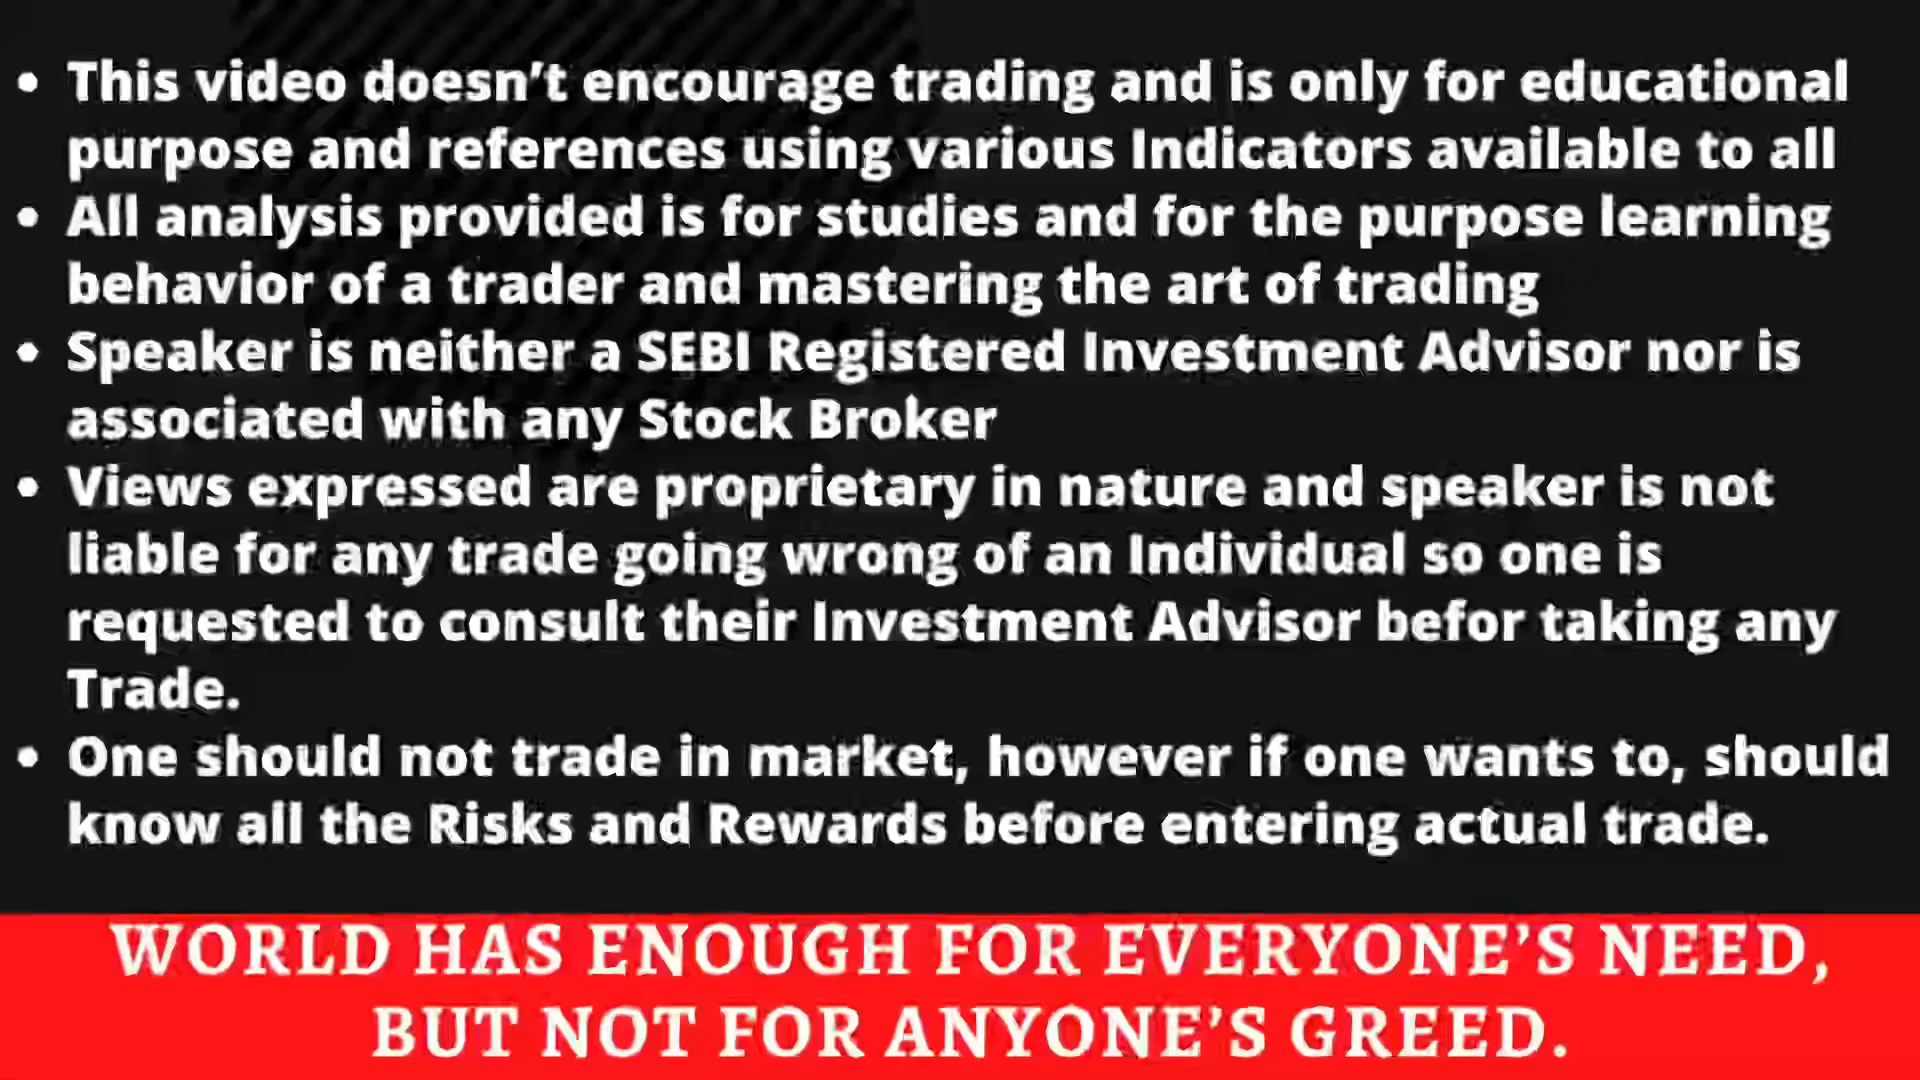 • This video doesn’t encourage trading and is only for educational
purpose and references using various Indicators available to all
• All analysis provided is for studies and for the purpose learning
behavior of a trader and mastering the art of trading
• Speaker is neither a SEBI Registered Investment Advisor nor is
associated with any Stock Broker
• Views expressed are proprietary in nature and speaker is not
liable for any trade going wrong of an Individual so one is
requested to consult their Investment Advisor befor taking any
Trade.
• One should not trade in market, however if one wants to, should
know all the Risks and Rewards before entering actual trade.
WORLD HAS ENOUGH FOR EVERYONE’S NEED,
BUT NOT FOR ANYONE’S GREED.